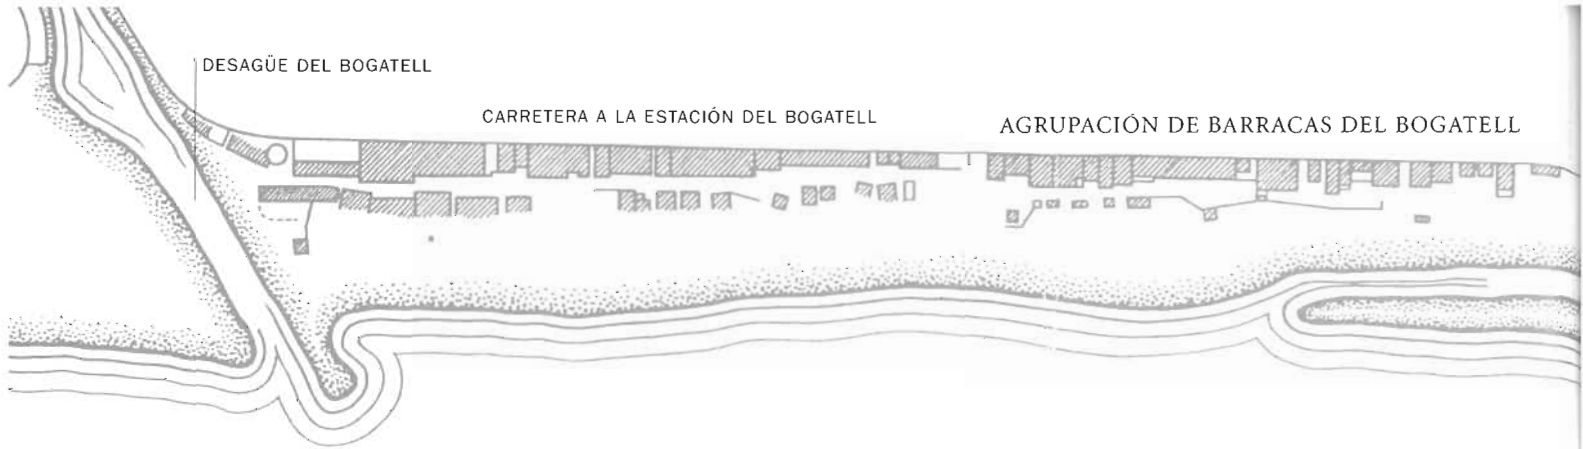 DESAGÜE DEL BOGATELL
CARRETERA A LA ESTACIÓN DEL BOGATELL
AGRUPACIÓN DE BARRACAS DEL BOGATELL